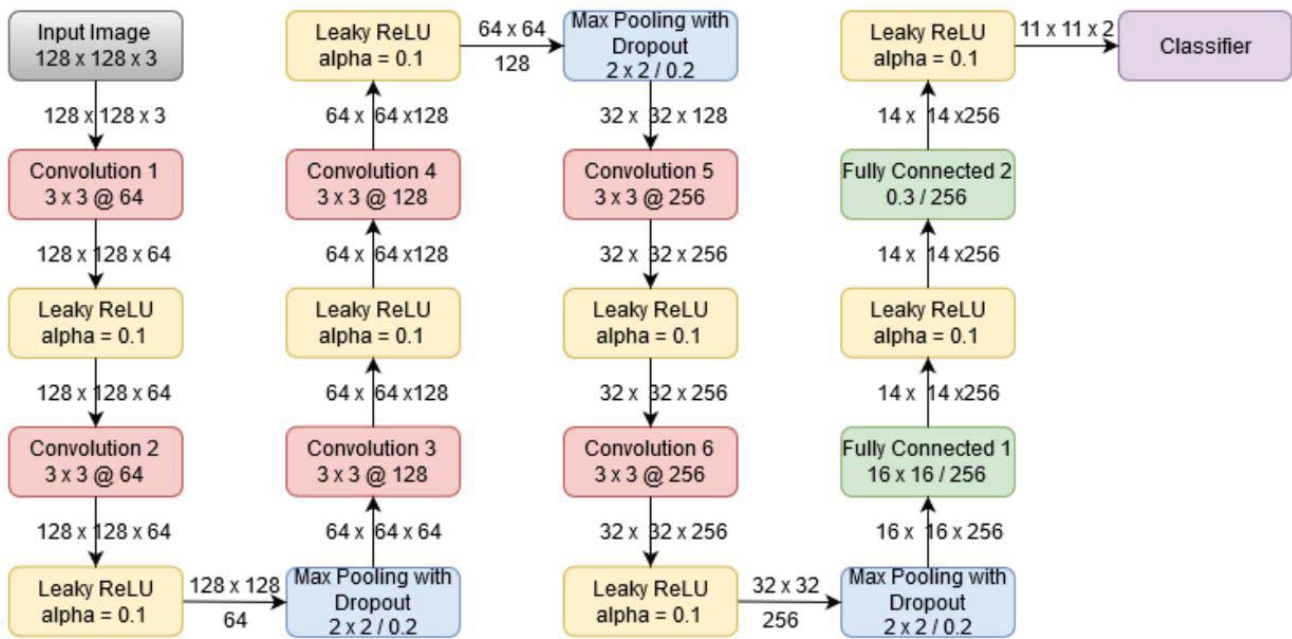 Input Image
128 x 128 x 3
128 x 128 x 3
Convolution 1
3 x 3 @ 64
128 x 128 x 64
Leaky ReLU
alpha = 0.1
128 x 128 x 64
Convolution 2
3 x 3 @ 64
128 x 128 x 64
Leaky ReLU
alpha = 0.1
128 x 128
64
Max Pooling with
Dropout
2 x 2 / 0.2
64 x 64 x 64
Convolution 3
3 x 3 @ 128
64 x 64 x128
Leaky ReLU
alpha = 0.1
64 x 64 x128
Convolution 4
3 x 3 @ 128
64 x 64 x128
Leaky ReLU
alpha = 0.1
64 x 64
128
Max Pooling with
Dropout
2 x 2 / 0.2
32 x 32 x 128
Convolution 5
3 x 3 @ 256
32 x 32 x 256
Leaky ReLU
alpha = 0.1
32 x 32 x 256
Convolution 6
3 x 3 @ 256
32 x 32 x 256
Leaky ReLU
alpha = 0.1
32 x 32
256
Max Pooling with
Dropout
2 x 2 / 0.2
16 x 16 x 256
Fully Connected 1
16 x 16 / 256
14 x 14 x256
Leaky ReLU
alpha = 0.1
14 x 14 x256
Fully Connected 2
0.3 / 256
14 x 14 x256
Leaky ReLU
alpha = 0.1
11 x 11 x 2
Classifier